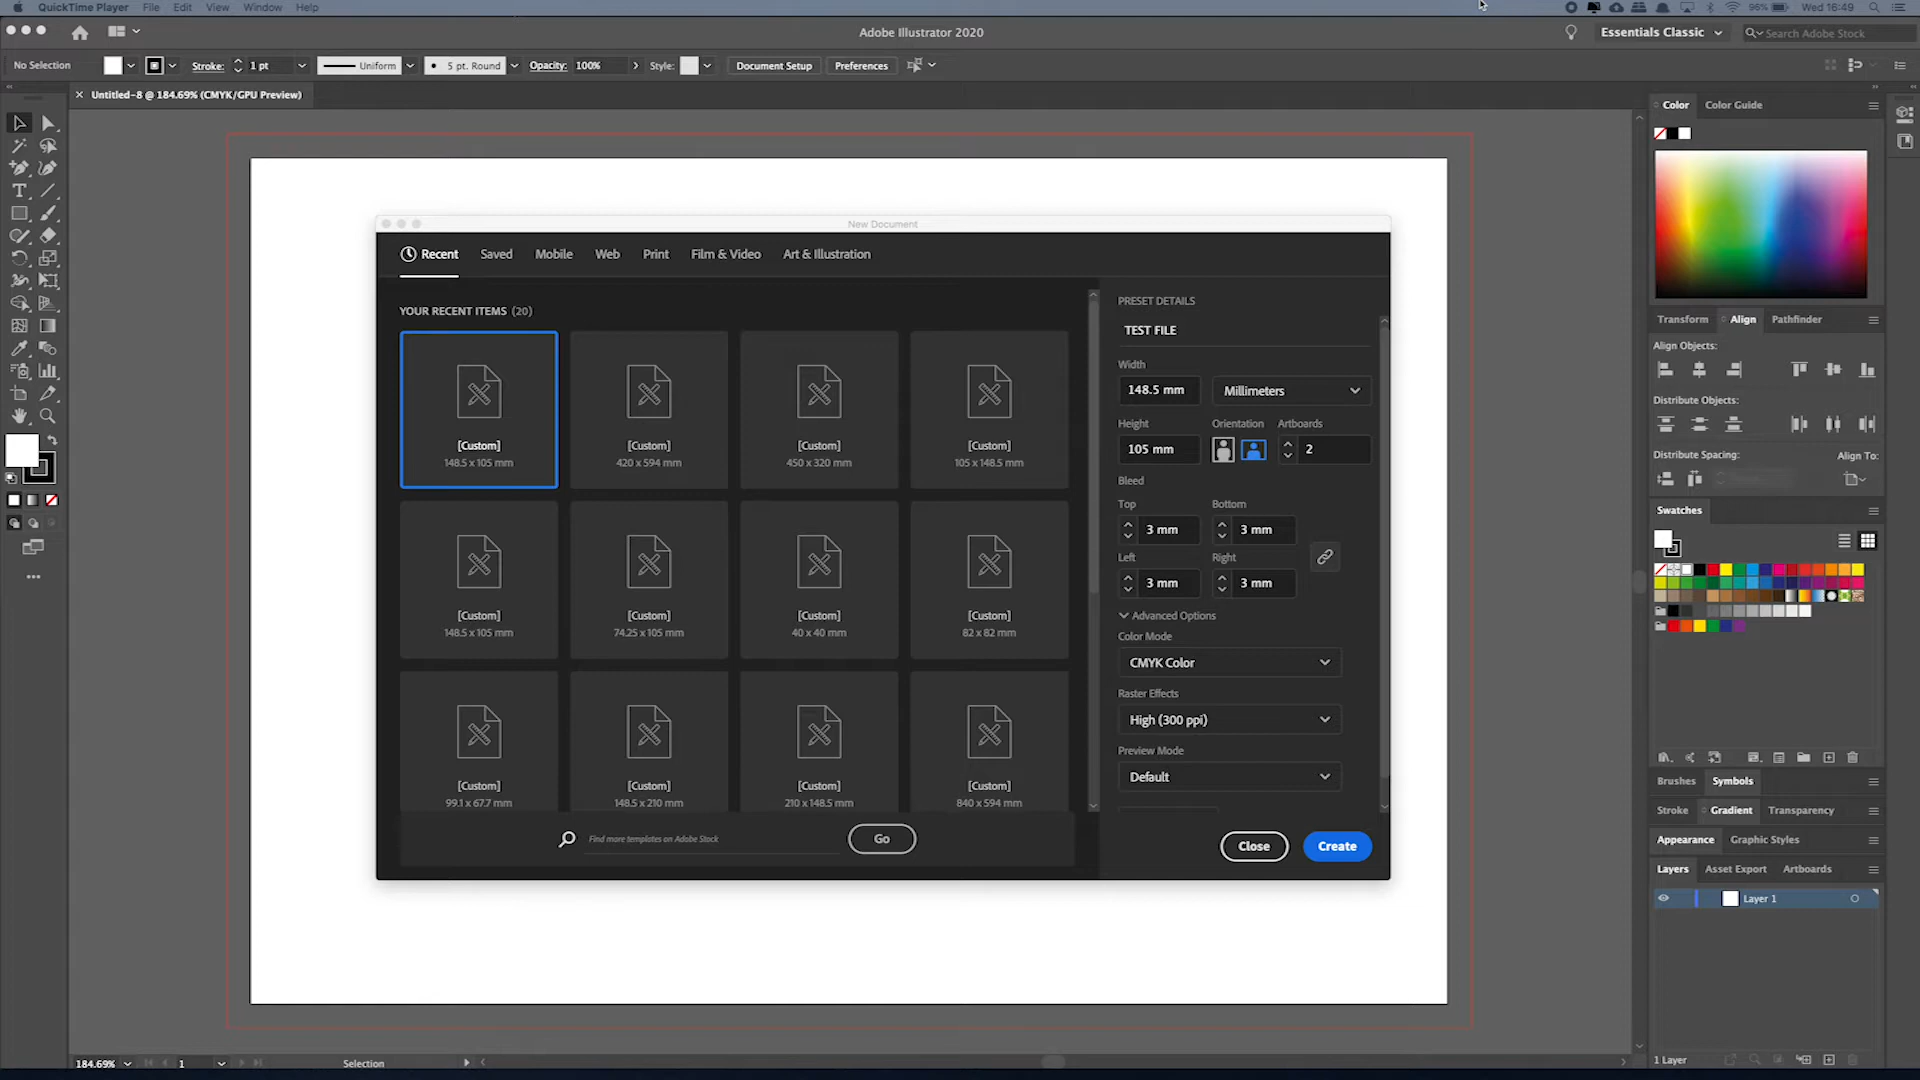 QuickTime Player File Edit View Window Help 96% Wed 16:49
Adobe Illustrator 2020 Essentials Classic Search Adobe Stock
No Selection Stroke: 1 pt Uniform 5 pt. Round Opacity: 100% Style: Document Setup Preferences
Untitled-8 @ 184.69% (CMYK/GPU Preview)
New Document
Recent Saved Mobile Web Print Film & Video Art & Illustration
YOUR RECENT ITEMS (20)
[Custom] [Custom] [Custom] [Custom]
148.5 x 105 mm 420 x 594 mm 450 x 320 mm 105 x 148.5 mm
[Custom] [Custom] [Custom] [Custom]
148.5 x 105 mm 74.25 x 105 mm 40 x 40 mm 82 x 82 mm
[Custom] [Custom] [Custom] [Custom]
99.1 x 67.7 mm 148.5 x 210 mm 210 x 148.5 mm 840 x 594 mm
Find more templates on Adobe Stock Go
PRESET DETAILS
TEST FILE
Width
148.5 mm Millimeters
Height Orientation Artboards
105 mm 2
Bleed
Top Bottom
3 mm 3 mm
Left Right
3 mm 3 mm
Advanced Options
Color Mode
CMYK Color
Raster Effects
High (300 ppi)
Preview Mode
Default
Close Create
Color Color Guide
Transform Align Pathfinder
Align Objects:
Distribute Objects:
Distribute Spacing: Align To:
Swatches
Brushes Symbols
Stroke Gradient Transparency
Appearance Graphic Styles
Layers Asset Export Artboards
Layer 1
1 Layer
184.69% 1 Selection